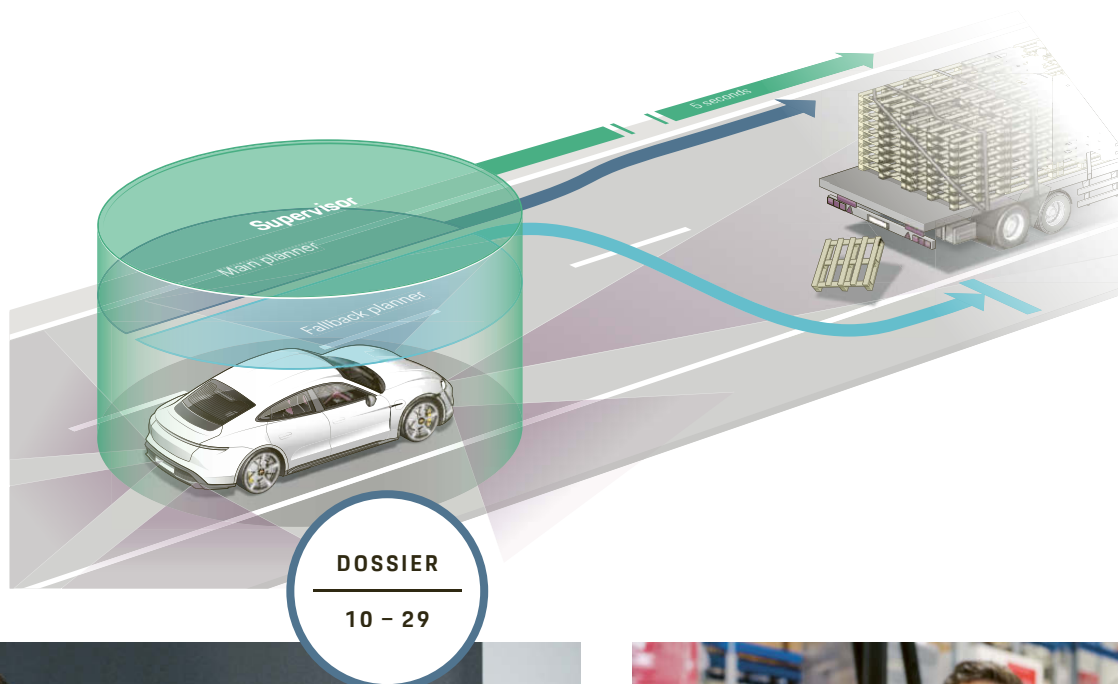 5 seconds
Supervisor
Main planner
Fallback planner
DOSSIER
10 – 29